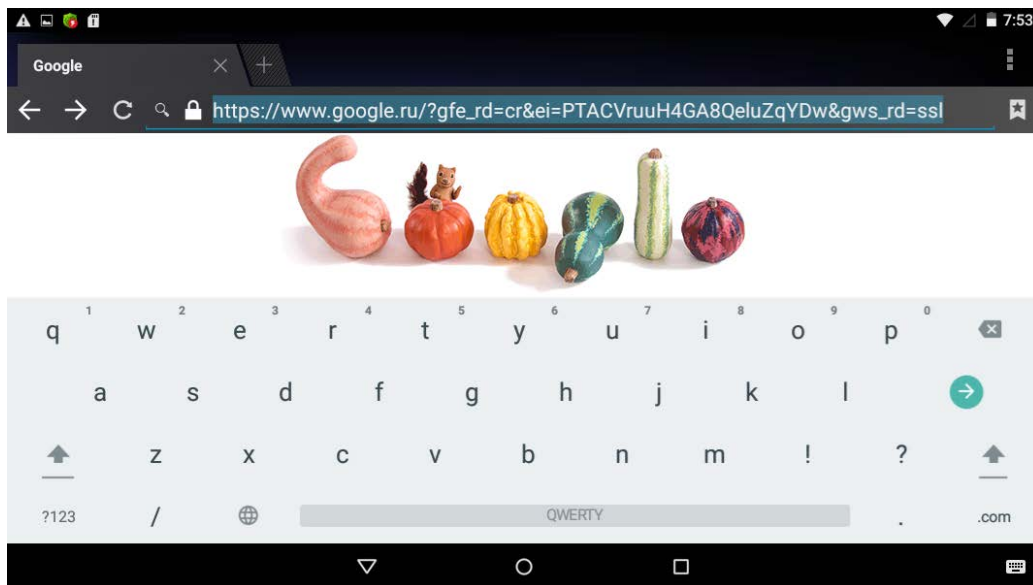 7:53
Google
https://www.google.ru/?gfe_rd=cr&ei=PTACVruuH4GA8QeluZqYDw&gws_rd=ssl
1 2 3 4 5 6 7 8 9 0
q w e r t y u i o p
a s d f g h j k l
z x c v b n m ! ?
?123 / QWERTY . .com